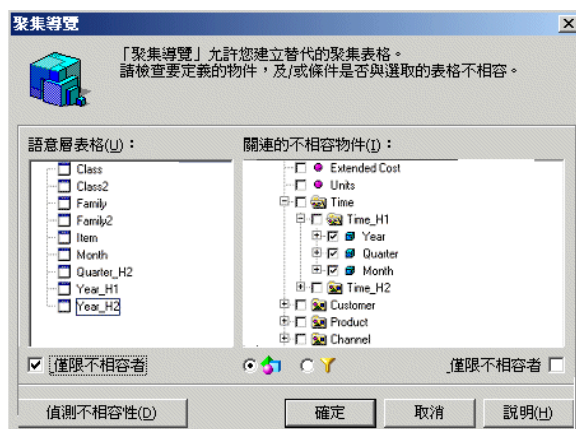 聚集導覽
「聚集導覽」允許您建立替代的聚集表格。
請檢查要定義的物件，及/或條件是否與選取的表格不相容。
語意層表格(U)：
Class
Class2
Family
Family2
Item
Month
Quarter_H2
Year_H1
Year_H2
關連的不相容物件(I)：
Extended Cost
Units
Time
Time_H1
Year
Quarter
Month
Time_H2
Customer
Product
Channel
_僅限不相容者
_僅限不相容者
偵測不相容性(D)
確定
取消
說明(H)